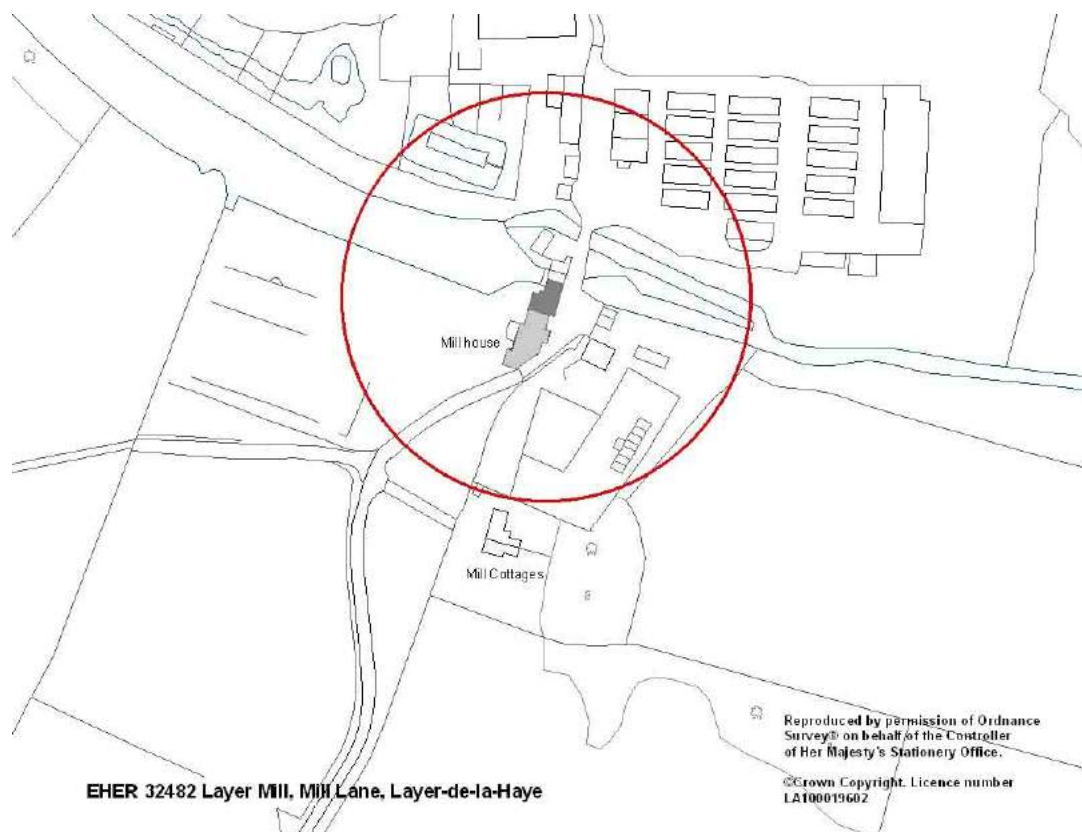 Mill house
Mill Cottages
Reproduced by permission of Ordnance
Survey® on behalf of the Controller
of Her Majesty's Stationery Office.
©Crown Copyright. Licence number
LA100019602
EHER 32482 Layer Mill, Mill Lane, Layer-de-la-Haye